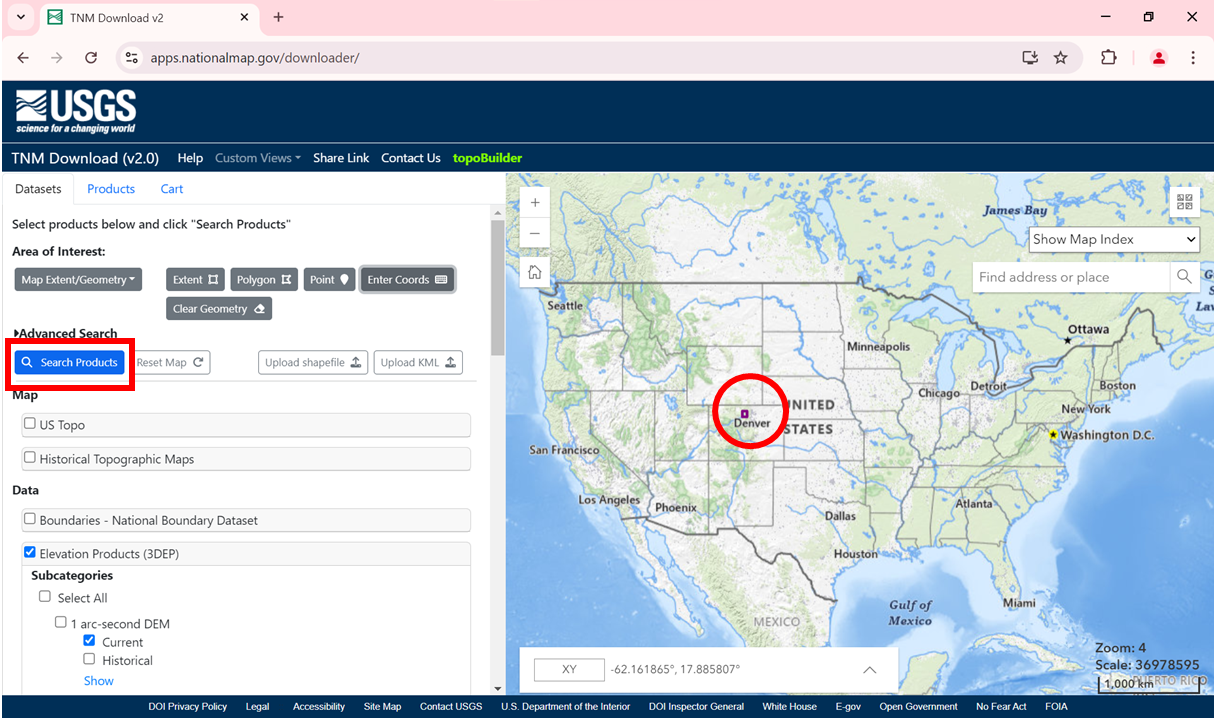 TNM Download v2
apps.nationalmap.gov/downloader/
USGS
science for a changing world
TNM Download (v2.0) Help Custom Views Share Link Contact Us topoBuilder
Datasets Products Cart
Select products below and click "Search Products"
Area of Interest:
Map Extent/Geometry Extent Polygon Point Enter Coords
Clear Geometry
Advanced Search
Search Products Reset Map Upload shapefile Upload KML
Map
US Topo
Historical Topographic Maps
Data
Boundaries - National Boundary Dataset
Elevation Products (3DEP)
Subcategories
Select All
1 arc-second DEM
Current
Historical
Show
James Bay
Show Map Index
Find address or place
Seattle
Ottawa
Minneapolis
Chicago
Detroit
Boston
New York
UNITED
STATES
Denver
Washington D.C.
San Francisco
Los Angeles
Phoenix
Atlanta
Dallas
Houston
Gulf of
Mexico
Miami
MEXICO
Zoom: 4
Scale: 36978595
1,000 km
PUERTO RICO
XY -62.161865°, 17.885807°
DOI Privacy Policy Legal Accessibility Site Map Contact USGS U.S. Department of the Interior DOI Inspector General White House E-gov Open Government No Fear Act FOIA